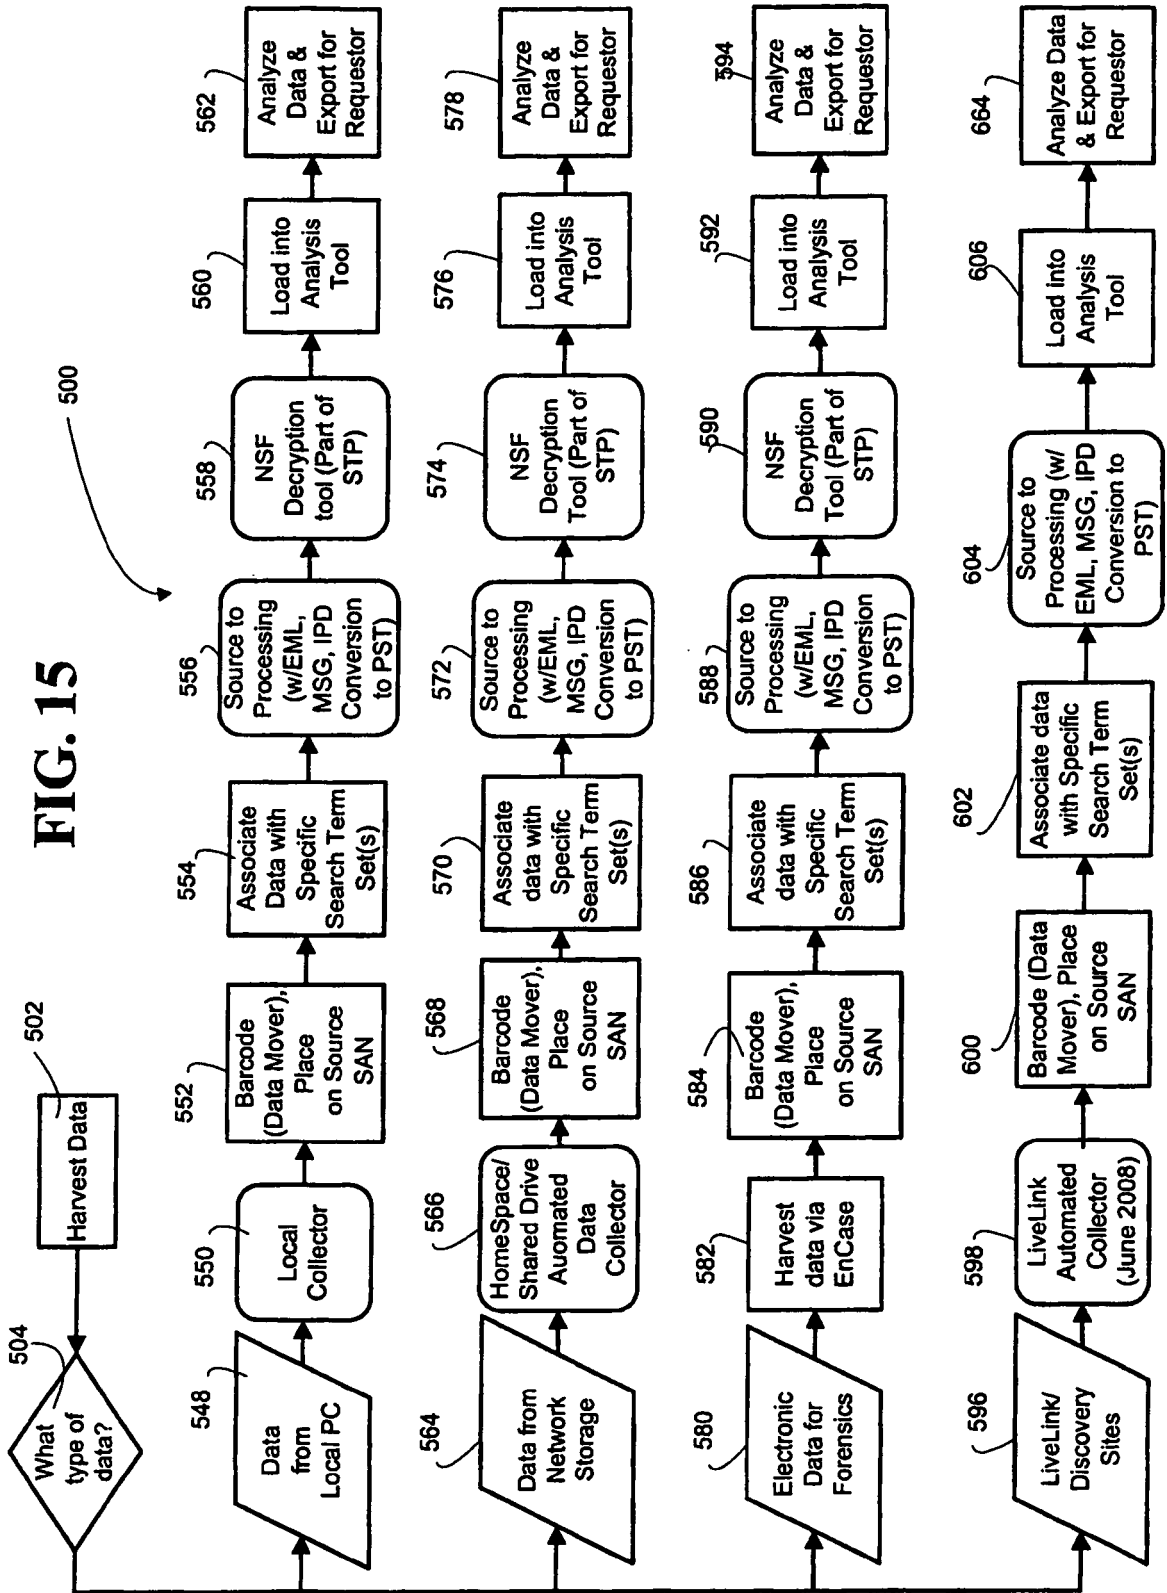 FIG. 15
500
502
Harvest Data
504
What
type of
data?
548
Data
from
Local PC
550
Local
Collector
552
Barcode
(Data Mover),
Place
on Source
SAN
554
Associate
Data with
Specific
Search Term
Set(s)
556
Source to
Processing
(w/EML,
MSG, IPD
Conversion
to PST)
558
NSF
Decryption
tool (Part of
STP)
560
Load into
Analysis
Tool
562
Analyze
Data &
Export for
Requestor
564
Data from
Network
Storage
566
HomeSpace/
Shared Drive
Auomated
Data
Collector
568
Barcode
(Data Mover),
Place
on Source
SAN
570
Associate
data with
Specific
Search Term
Set(s)
572
Source to
Processing
(w/EML,
MSG, IPD
Conversion
to PST)
574
NSF
Decryption
Tool (Part of
STP)
576
Load into
Analysis
Tool
578
Analyze
Data &
Export for
Requestor
580
Electronic
Data for
Forensics
582
Harvest
data via
EnCase
584
Barcode
(Data Mover),
Place
on Source
SAN
586
Associate
data with
Specific
Search Term
Set(s)
588
Source to
Processing
(w/EML,
MSG, IPD
Conversion
to PST)
590
NSF
Decryption
Tool (Part of
STP)
592
Load into
Analysis
Tool
594
Analyze
Data &
Export for
Requestor
596
LiveLink/
Discovery
Sites
598
LiveLink
Automated
Collector
(June 2008)
600
Barcode (Data
Mover), Place
on Source
SAN
602
Associate data
with Specific
Search Term
Set(s)
604
Source to
Processing (w/
EML, MSG, IPD
Conversion to
PST)
606
Load into
Analysis
Tool
664
Analyze Data
& Export for
Requestor